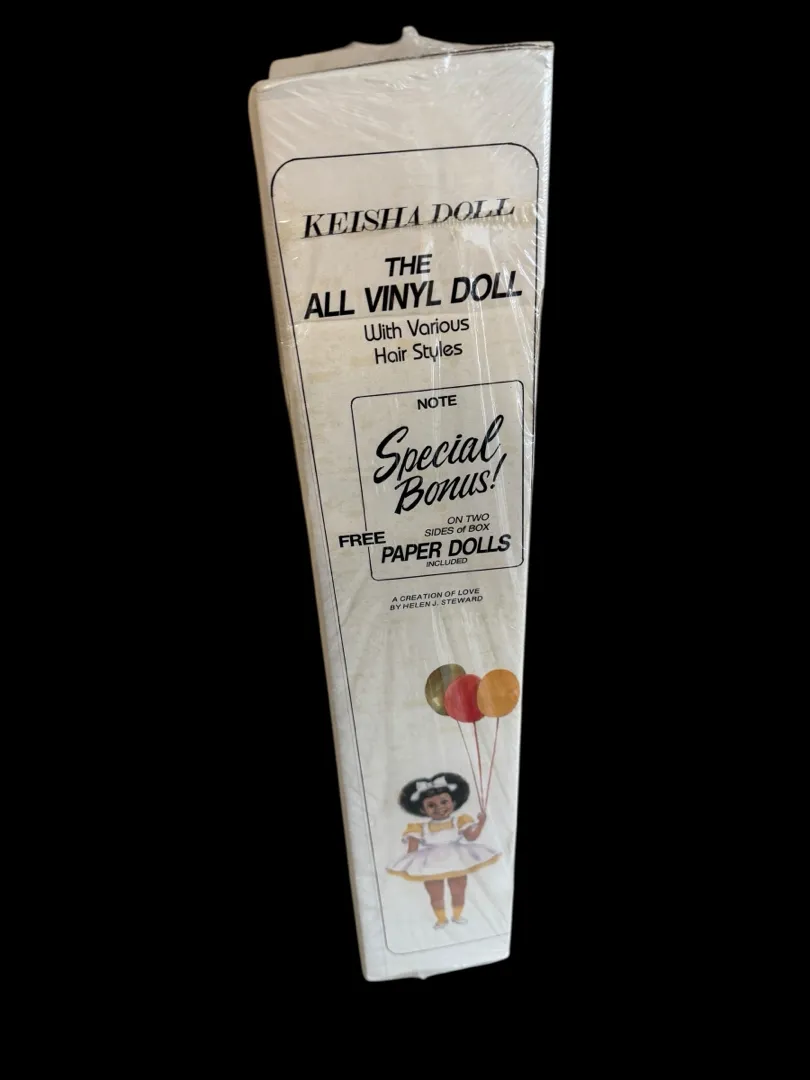 KEISHA DOLL
THE
ALL VINYL DOLL
With Various
Hair Styles
NOTE
Special
Bonus!
ON TWO
SIDES of BOX
FREE
PAPER DOLLS
INCLUDED
A CREATION OF LOVE
BY HELEN J. STEWARD